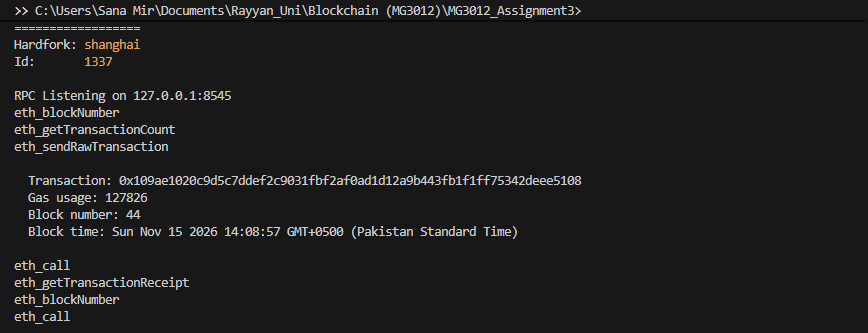 >> C:\Users\Sana Mir\Documents\Rayyan_Uni\Blockchain (MG3012)\MG3012_Assignment3>
==================
Hardfork: shanghai
Id:       1337
RPC Listening on 127.0.0.1:8545
eth_blockNumber
eth_getTransactionCount
eth_sendRawTransaction
  Transaction: 0x109ae1020c9d5c7ddef2c9031fbf2af0ad1d12a9b443fb1f1ff75342deee5108
  Gas usage: 127826
  Block number: 44
  Block time: Sun Nov 15 2026 14:08:57 GMT+0500 (Pakistan Standard Time)
eth_call
eth_getTransactionReceipt
eth_blockNumber
eth_call